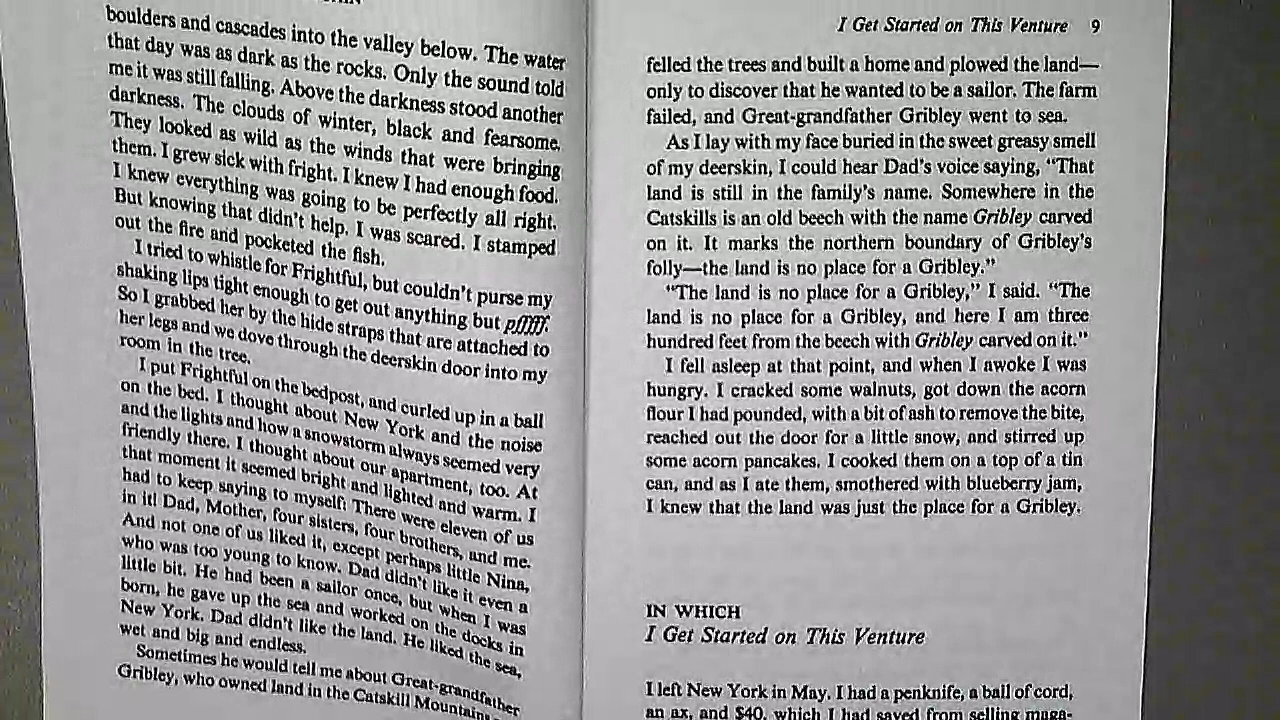 boulders and cascades into the valley below. The water
that day was as dark as the rocks. Only the sound told
me it was still falling. Above the darkness stood another
darkness. The clouds of winter, black and fearsome.
They looked as wild as the winds that were bringing
them. I grew sick with fright. I knew I had enough food.
I knew everything was going to be perfectly all right.
But knowing that didn't help. I was scared. I stamped
out the fire and pocketed the fish.
I tried to whistle for Frightful, but couldn't purse my
shaking lips tight enough to get out anything but pfffff.
So I grabbed her by the hide straps that are attached to
her legs and we dove through the deerskin door into my
room in the tree.
I put Frightful on the bedpost, and curled up in a ball
on the bed. I thought about New York and the noise
and the lights and how a snowstorm always seemed very
friendly there. I thought about our apartment, too. At
that moment it seemed bright and lighted and warm. I
had to keep saying to myself: There were eleven of us
in it! Dad, Mother, four sisters, four brothers, and me.
And not one of us liked it, except perhaps little Nina,
who was too young to know. Dad didn't like it even a
little bit. He had been a sailor once, but when I was
born, he gave up the sea and worked on the docks in
New York. Dad didn't like the land. He liked the sea,
wet and big and endless.
Sometimes he would tell me about Great-grandfather
Gribley, who owned land in the Catskill Mountains
I Get Started on This Venture 9
felled the trees and built a home and plowed the land—
only to discover that he wanted to be a sailor. The farm
failed, and Great-grandfather Gribley went to sea.
As I lay with my face buried in the sweet greasy smell
of my deerskin, I could hear Dad's voice saying, "That
land is still in the family's name. Somewhere in the
Catskills is an old beech with the name Gribley carved
on it. It marks the northern boundary of Gribley's
folly—the land is no place for a Gribley."
"The land is no place for a Gribley," I said. "The
land is no place for a Gribley, and here I am three
hundred feet from the beech with Gribley carved on it."
I fell asleep at that point, and when I awoke I was
hungry. I cracked some walnuts, got down the acorn
flour I had pounded, with a bit of ash to remove the bite,
reached out the door for a little snow, and stirred up
some acorn pancakes. I cooked them on a top of a tin
can, and as I ate them, smothered with blueberry jam,
I knew that the land was just the place for a Gribley.
IN WHICH
I Get Started on This Venture
I left New York in May. I had a penknife, a ball of cord,
an ax, and $40, which I had saved from selling maga-